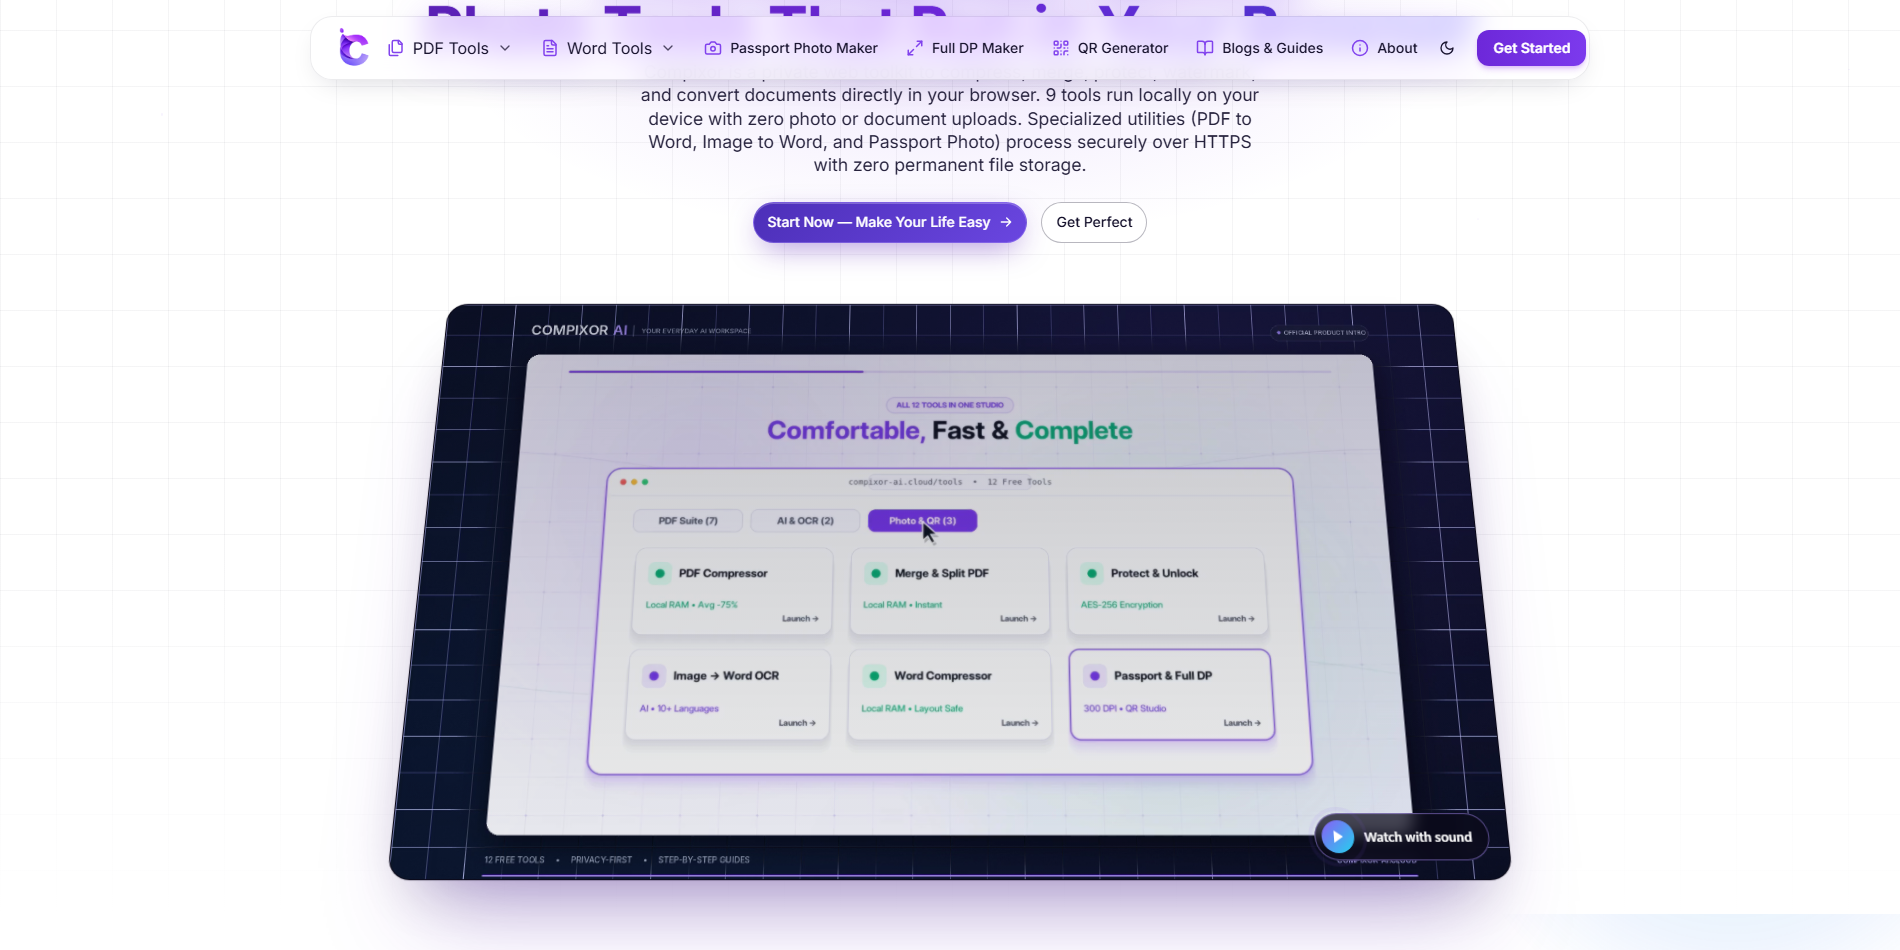 PDF Tools
Word Tools
Passport Photo Maker
Full DP Maker
QR Generator
Blogs & Guides
About
Get Started
and convert documents directly in your browser. 9 tools run locally on your
device with zero photo or document uploads. Specialized utilities (PDF to
Word, Image to Word, and Passport Photo) process securely over HTTPS
with zero permanent file storage.
Start Now — Make Your Life Easy →
Get Perfect
COMPIXOR AI | YOUR EVERYDAY AI WORKSPACE
OFFICIAL PRODUCT INTRO
ALL 12 TOOLS IN ONE STUDIO
Comfortable, Fast & Complete
compixor-ai.cloud/tools • 12 Free Tools
PDF Suite (7)
AI & OCR (2)
Photo & QR (3)
PDF Compressor
Local RAM • Avg -75%
Launch →
Merge & Split PDF
Local RAM • Instant
Launch →
Protect & Unlock
AES-256 Encryption
Launch →
Image → Word OCR
AI • 10+ Languages
Launch →
Word Compressor
Local RAM • Layout Safe
Launch →
Passport & Full DP
300 DPI • QR Studio
Launch →
Watch with sound
12 FREE TOOLS • PRIVACY-FIRST • STEP-BY-STEP GUIDES